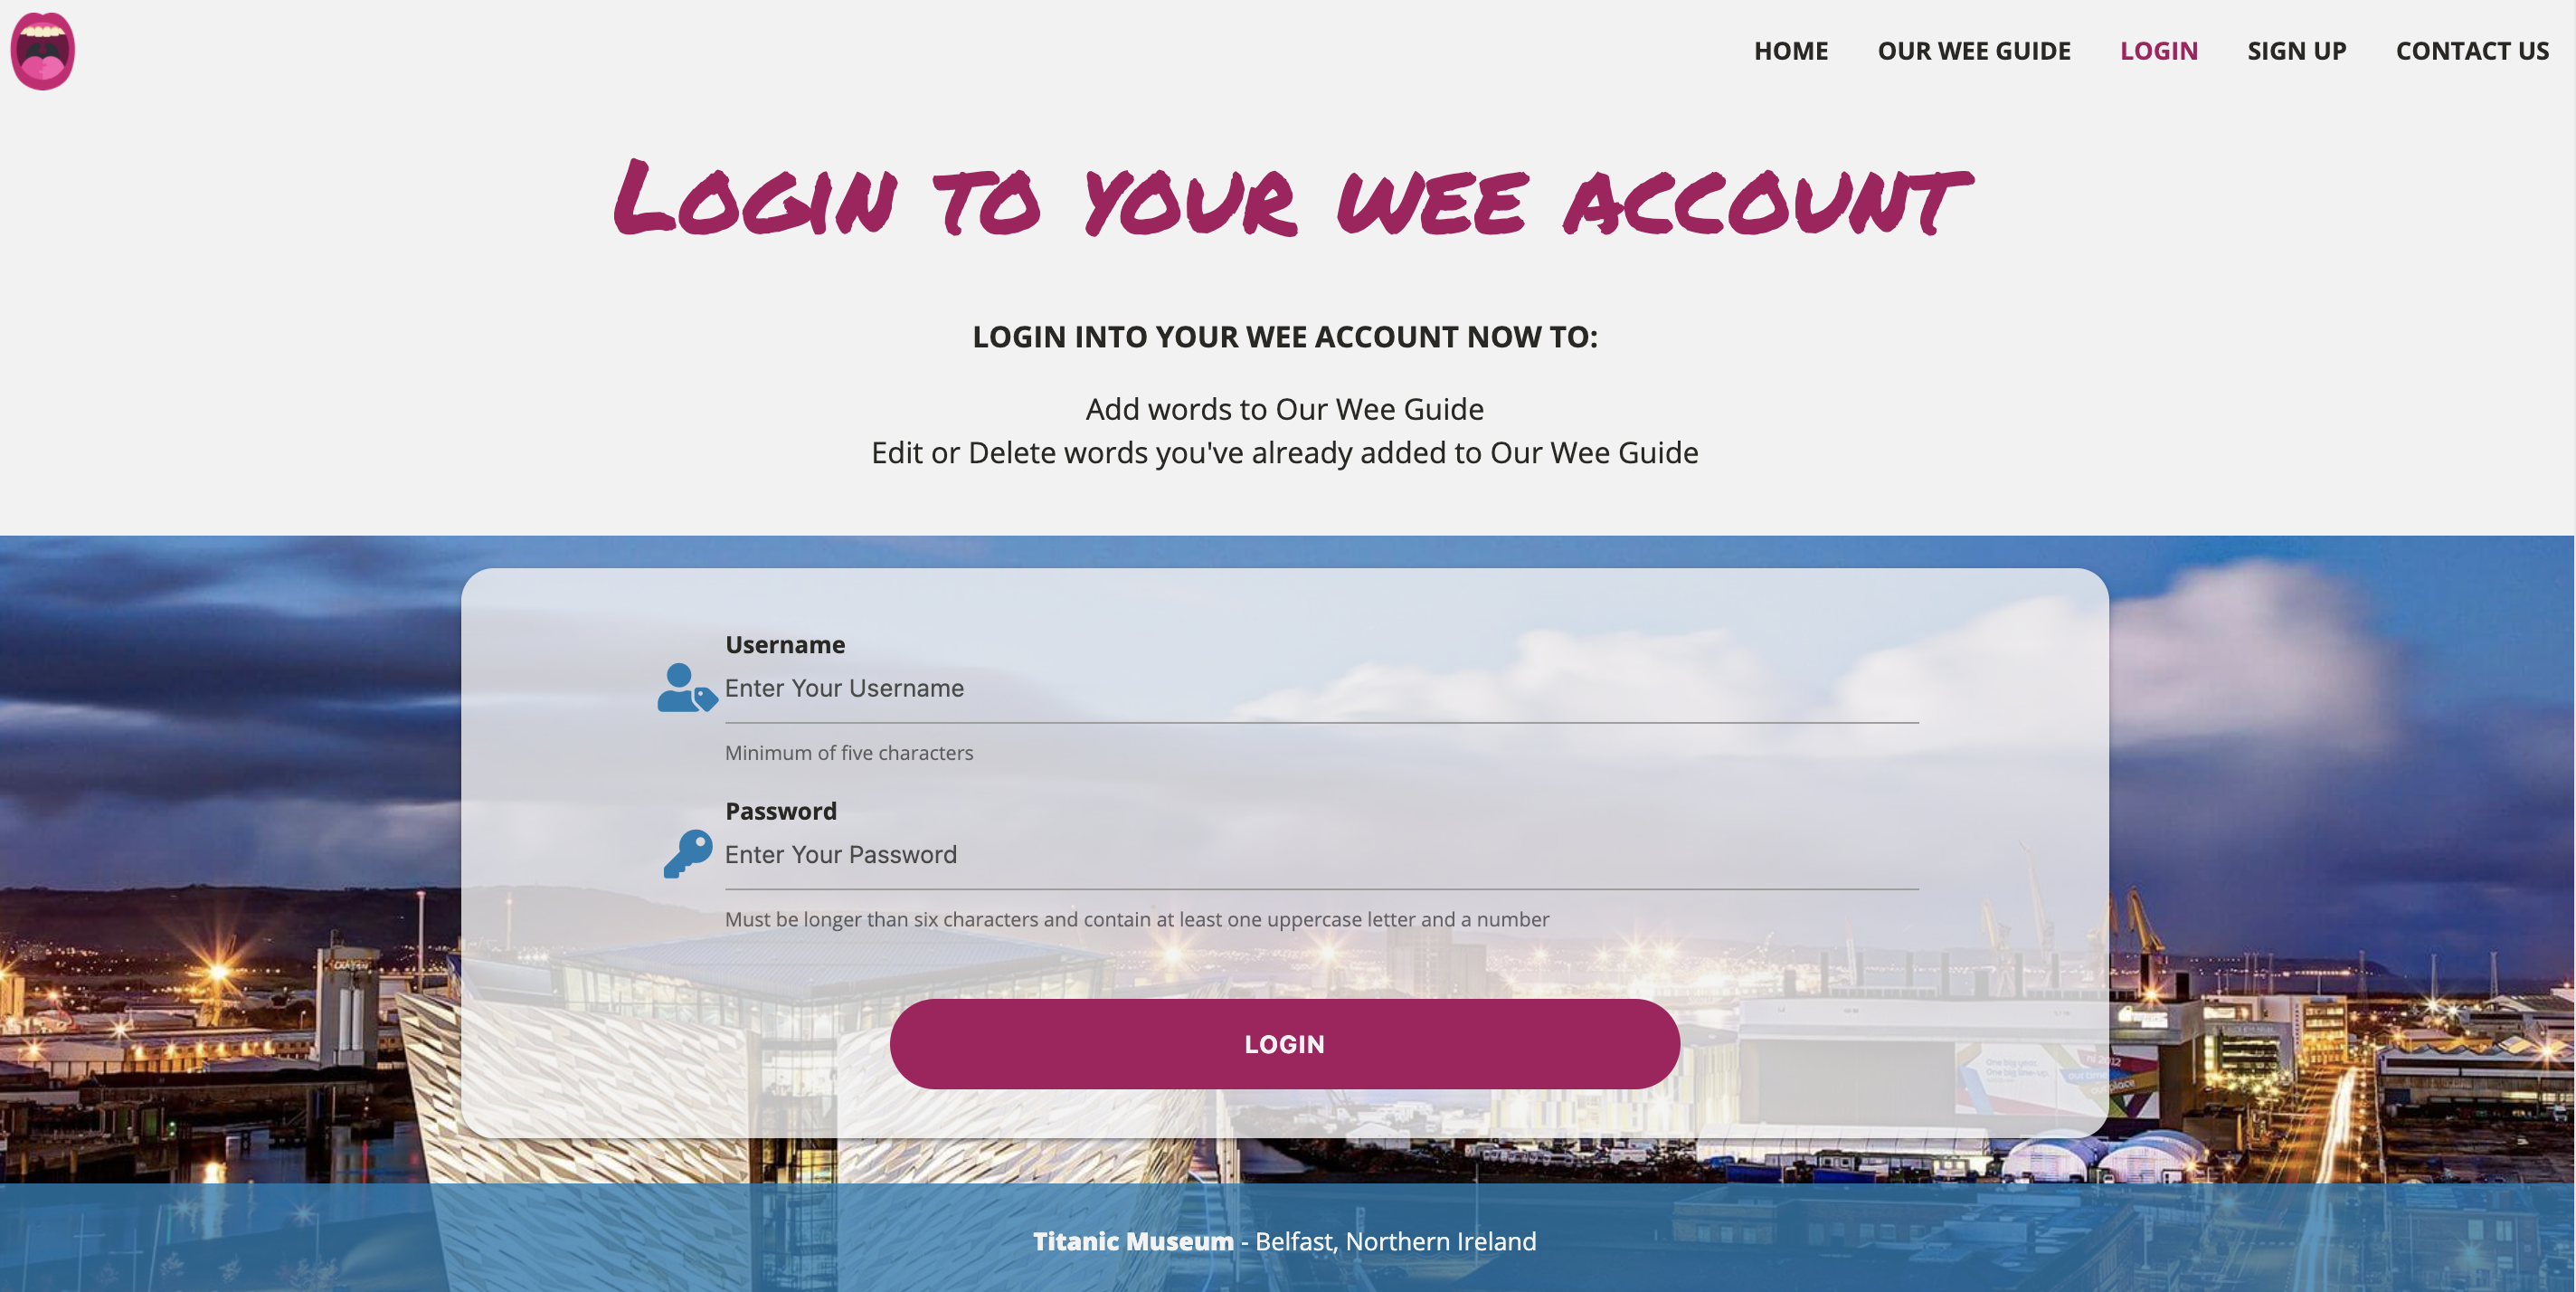 HOME OUR WEE GUIDE LOGIN SIGN UP CONTACT US
LOGIN TO YOUR WEE ACCOUNT
LOGIN INTO YOUR WEE ACCOUNT NOW TO:
Add words to Our Wee Guide
Edit or Delete words you've already added to Our Wee Guide
Username
Enter Your Username
Minimum of five characters
Password
Enter Your Password
Must be longer than six characters and contain at least one uppercase letter and a number
LOGIN
Titanic Museum - Belfast, Northern Ireland